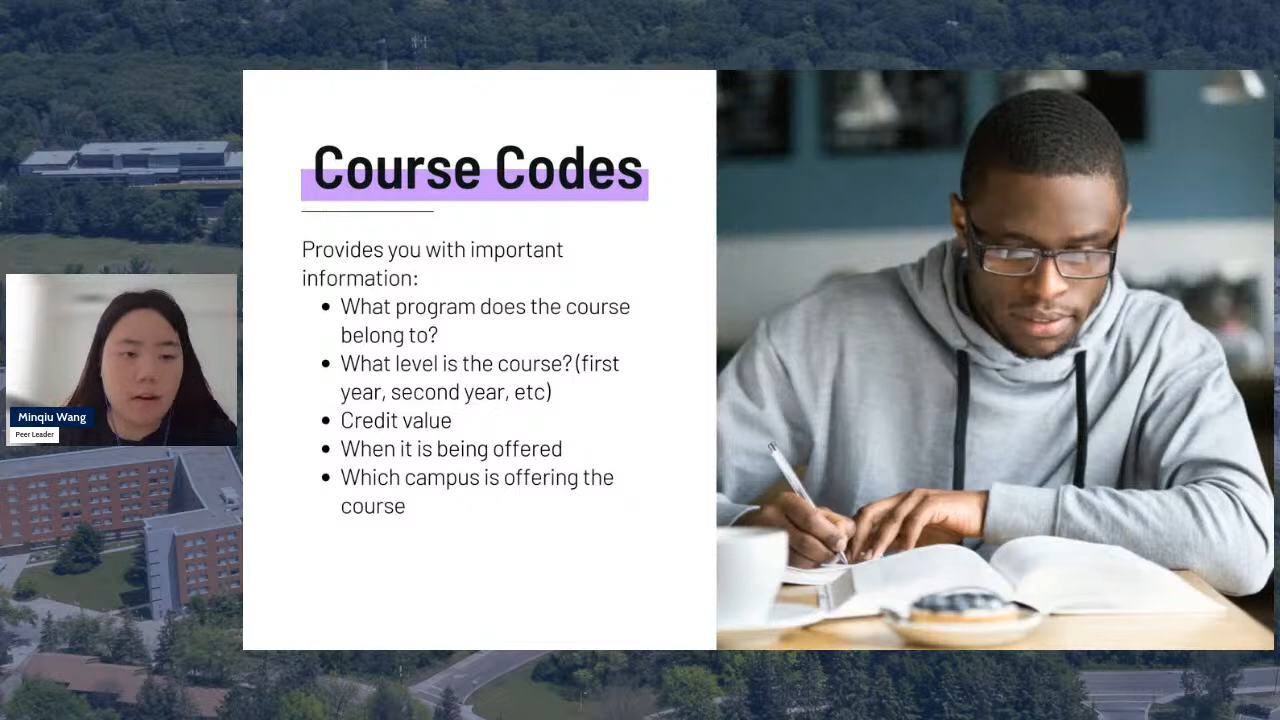 Course Codes
Provides you with important
information:
What program does the course
belong to?
What level is the course? (first
year, second year, etc)
Credit value
When it is being offered
Which campus is offering the
course
Minqiu Wang
Peer Leader